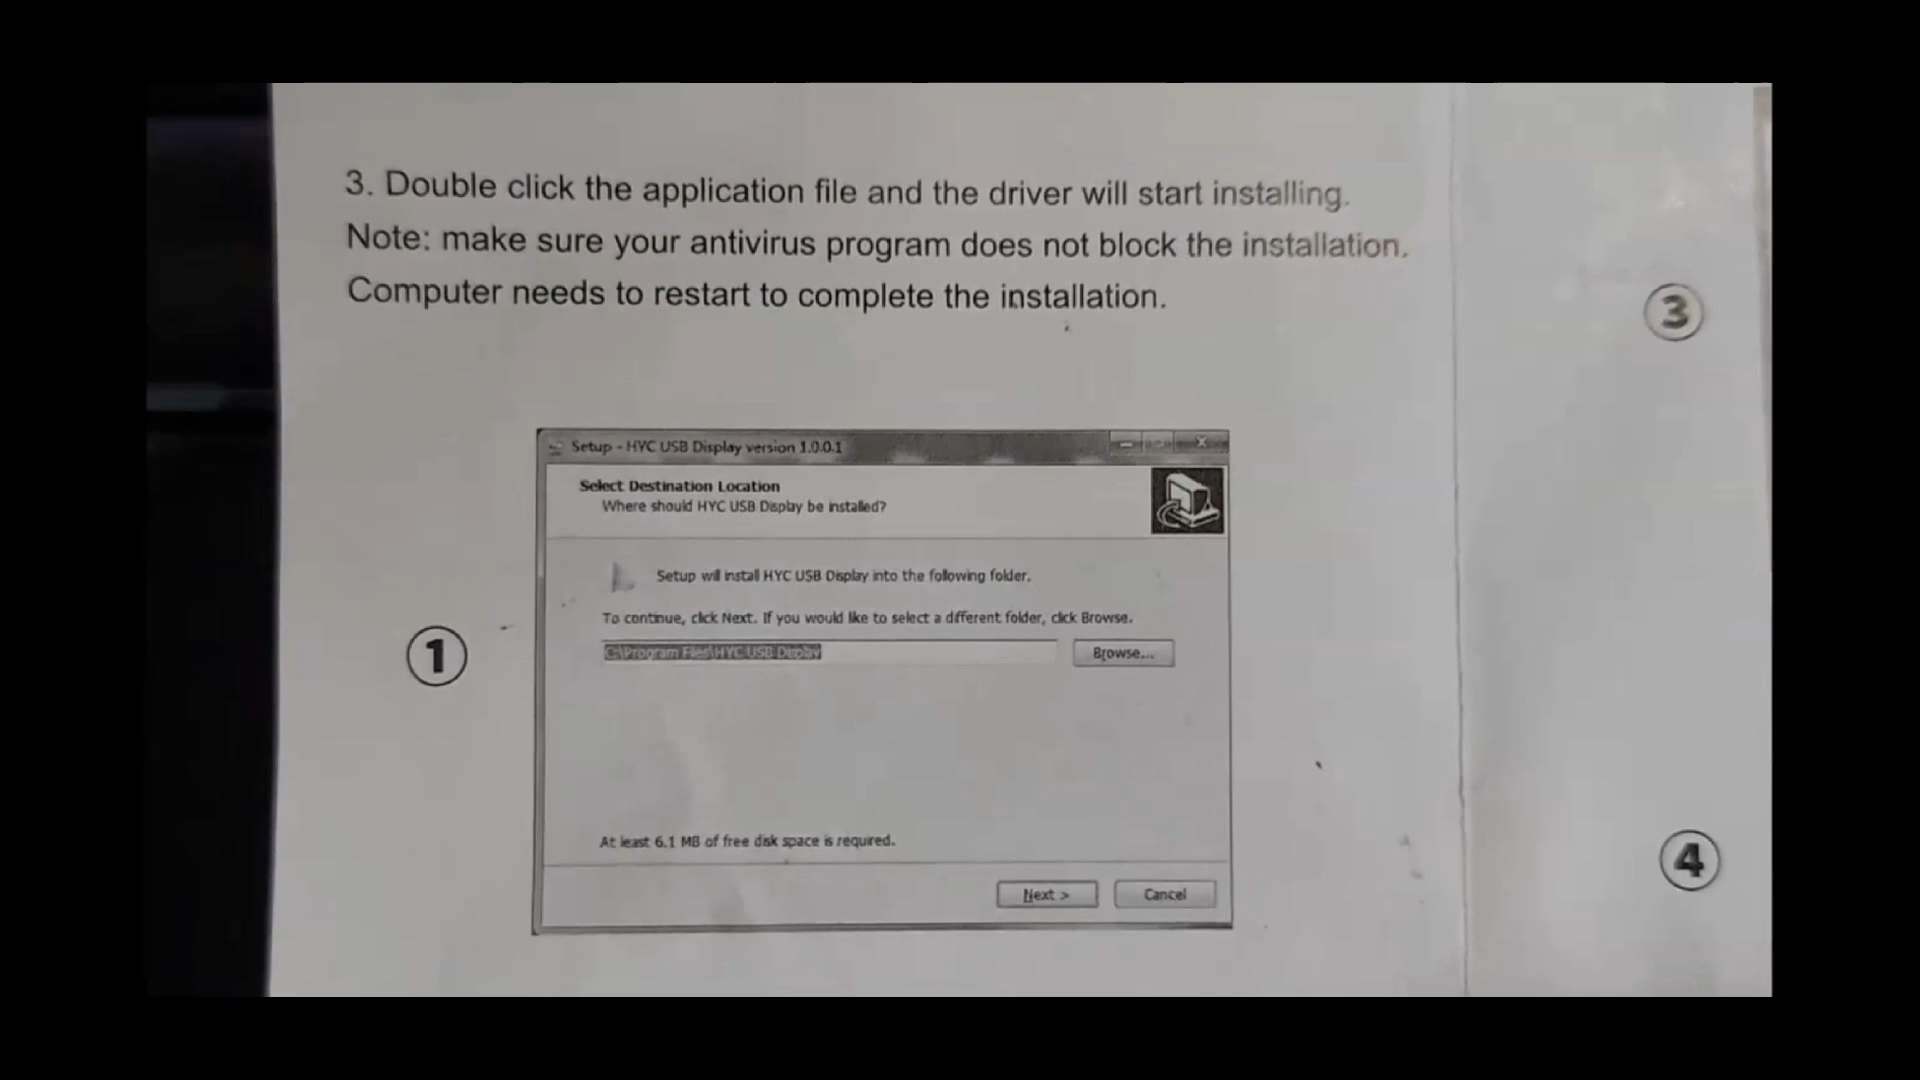 3. Double click the application file and the driver will start installing.
Note: make sure your antivirus program does not block the installation.
Computer needs to restart to complete the installation.
3
Setup - HYC USB Display version 1.0.0.1
Select Destination Location
Where should HYC USB Display be installed?
Setup will install HYC USB Display into the following folder.
To continue, click Next. If you would like to select a different folder, click Browse.
1
C:\Program Files\HYC USB Display
Browse...
At least 6.1 MB of free disk space is required.
4
Next >
Cancel